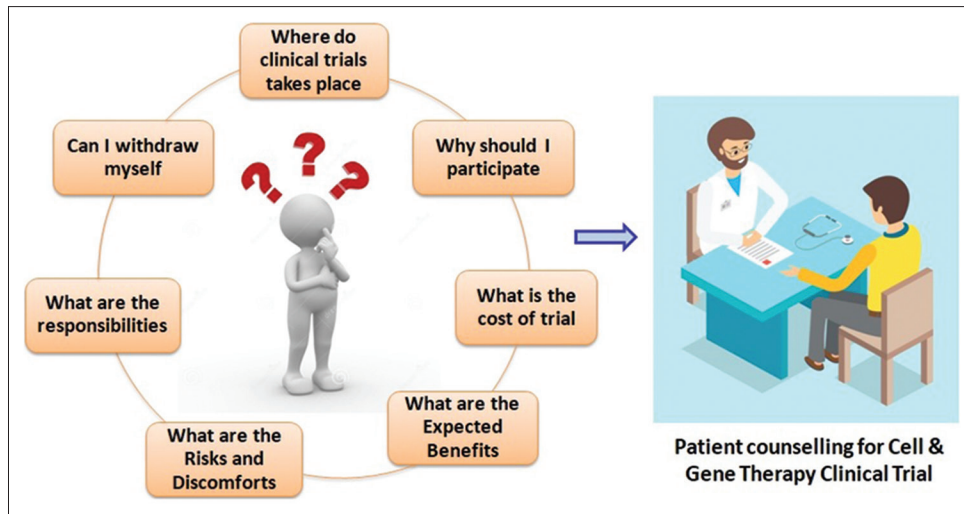 Where do
clinical trials
takes place
Why should I
participate
What is the
cost of trial
What are the
Expected
Benefits
What are the
Risks and
Discomforts
What are the
responsibilities
Can I withdraw
myself
Patient counselling for Cell &
Gene Therapy Clinical Trial